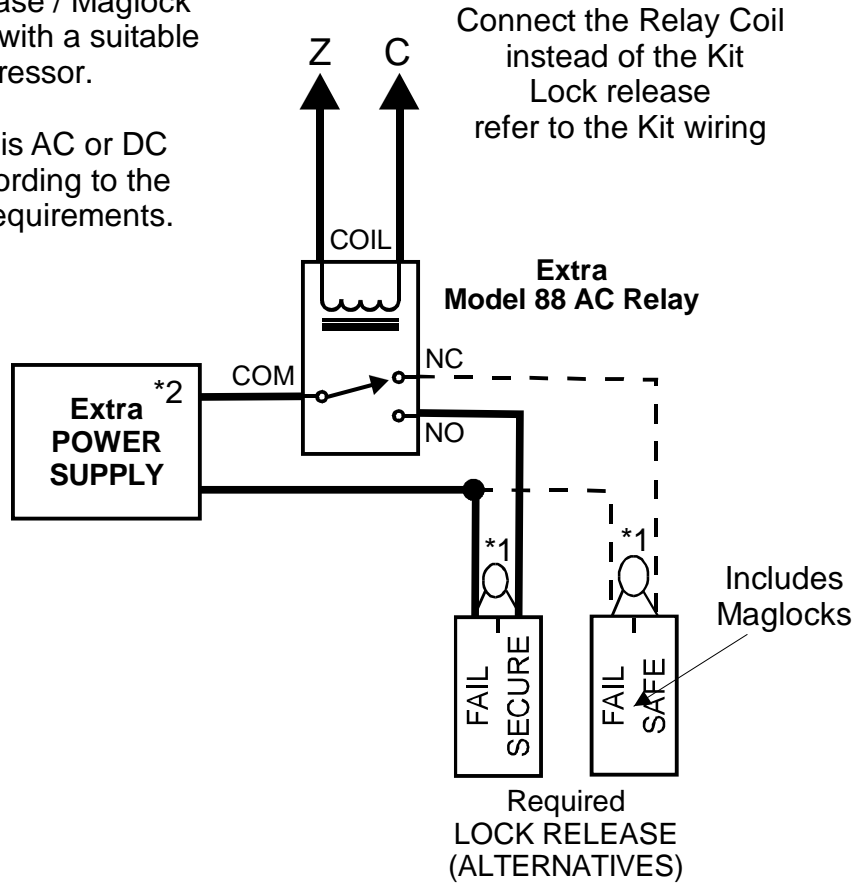 ase / Maglock
with a suitable
ressor.
is AC or DC
ording to the
equirements.
Connect the Relay Coil
instead of the Kit
Lock release
refer to the Kit wiring
Z C
COIL
Extra
Model 88 AC Relay
NC
COM
NO
*2
Extra
POWER
SUPPLY
*1
*1
Includes
Maglocks
FAIL
SECURE
FAIL
SAFE
Required
LOCK RELEASE
(ALTERNATIVES)